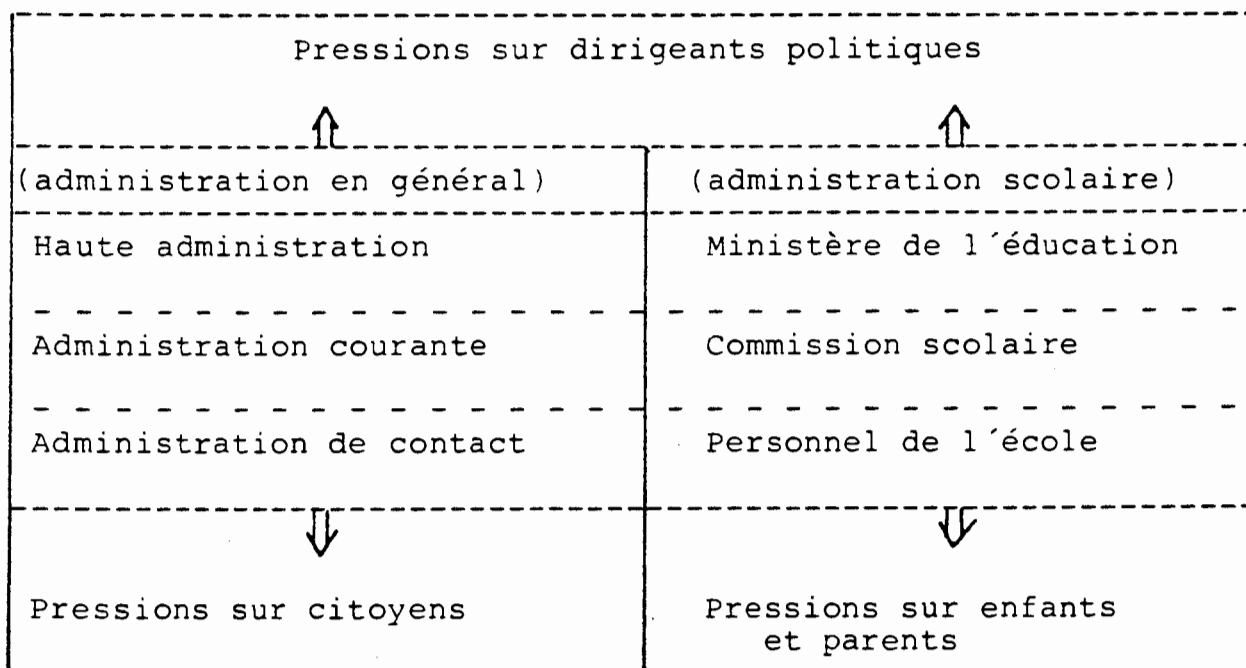 Pressions sur dirigeants politiques
(administration en général) (administration scolaire)
Haute administration Ministère de l´éducation
Administration courante Commission scolaire
Administration de contact Personnel de l´école
Pressions sur citoyens Pressions sur enfants
et parents